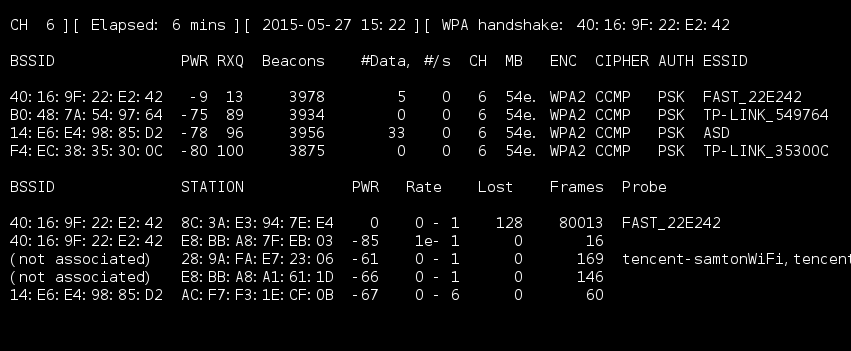 CH  6 ][ Elapsed: 6 mins ][ 2015-05-27 15:22 ][ WPA handshake: 40:16:9F:22:E2:42
BSSID              PWR RXQ  Beacons    #Data, #/s  CH  MB   ENC  CIPHER AUTH ESSID
40:16:9F:22:E2:42   -9  13     3978        5    0   6  54e. WPA2 CCMP   PSK  FAST_22E242
B0:48:7A:54:97:64  -75  89     3934        0    0   6  54e. WPA2 CCMP   PSK  TP-LINK_549764
14:E6:E4:98:85:D2  -78  96     3956       33    0   6  54e. WPA2 CCMP   PSK  ASD
F4:EC:38:35:30:0C  -80 100     3875        0    0   6  54e. WPA2 CCMP   PSK  TP-LINK_35300C
BSSID              STATION            PWR   Rate    Lost    Frames  Probe
40:16:9F:22:E2:42  8C:3A:E3:94:7E:E4    0    0 - 1    128    80013  FAST_22E242
40:16:9F:22:E2:42  E8:BB:A8:7F:EB:03  -85    1e- 1      0       16
(not associated)   28:9A:FA:E7:23:06  -61    0 - 1      0      169  tencent-samtonWiFi,tencent
(not associated)   E8:BB:A8:A1:61:1D  -66    0 - 1      0      146
14:E6:E4:98:85:D2  AC:F7:F3:1E:CF:0B  -67    0 - 6      0       60